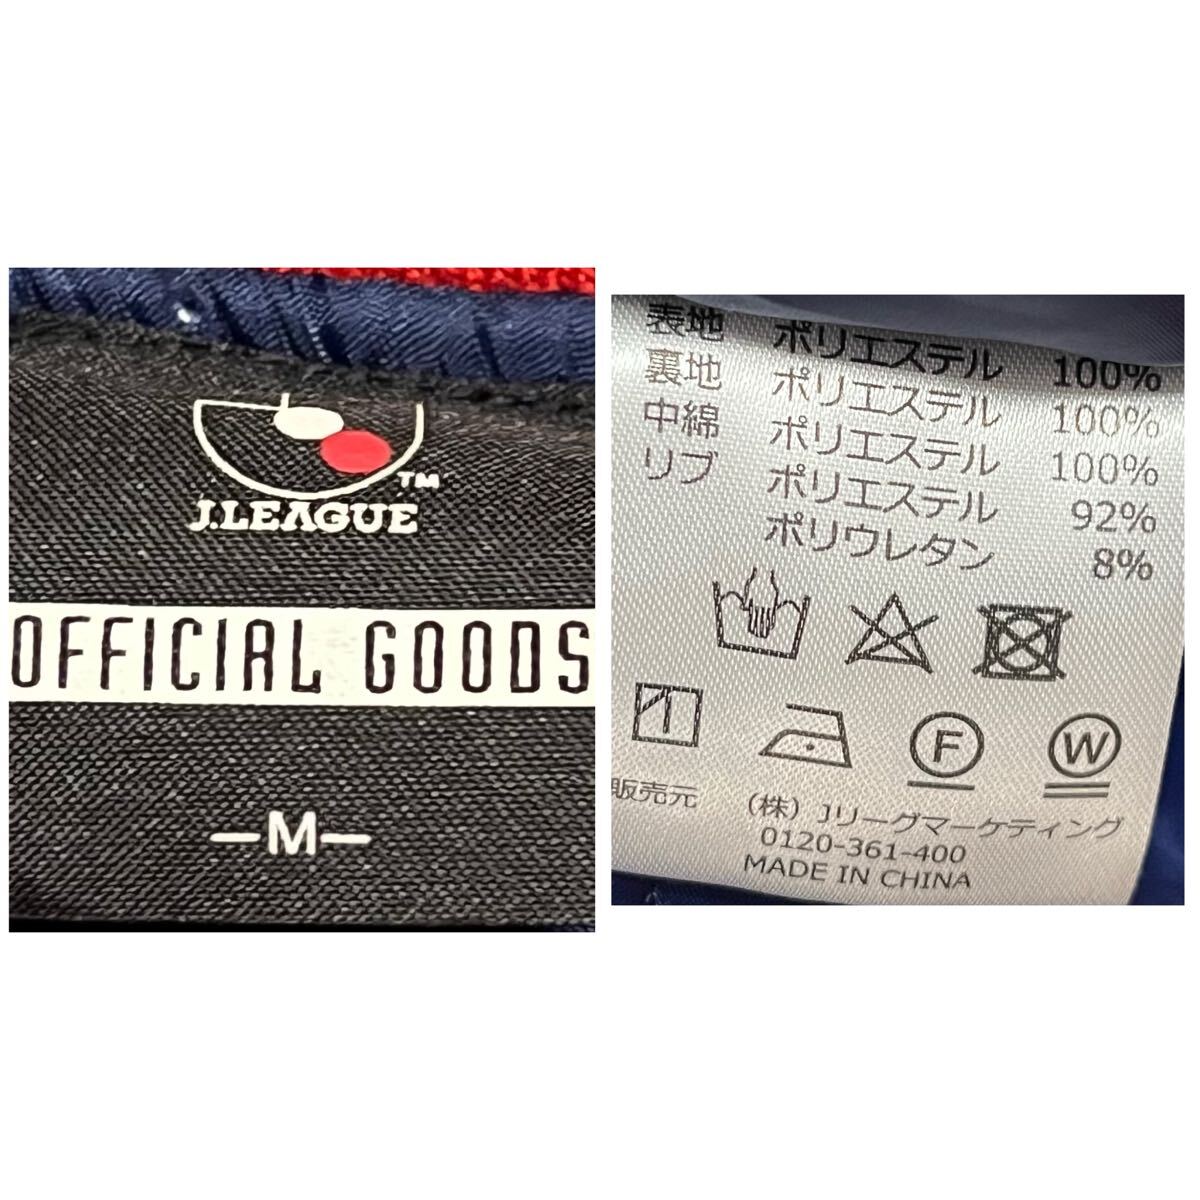 TM
J.LEAGUE
OFFICIAL GOODS
-M-
表地 ポリエステル 100%
裏地 ポリエステル 100%
中綿 ポリエステル 100%
リブ ポリエステル 92%
ポリウレタン 8%
F W
販売元 (株) Jリーグマーケティング
0120-361-400
MADE IN CHINA